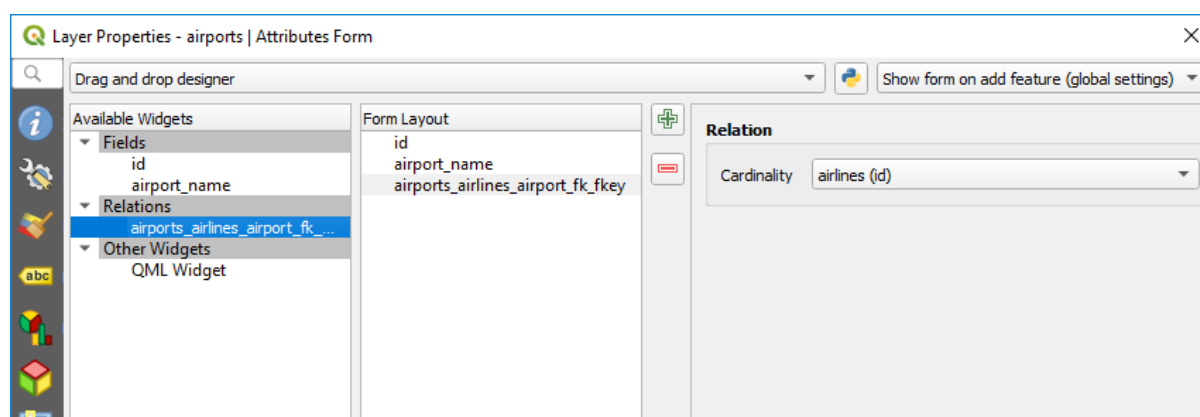 Layer Properties - airports | Attributes Form
Drag and drop designer
Show form on add feature (global settings)
Available Widgets
Fields
id
airport_name
Relations
airports_airlines_airport_fk_...
Other Widgets
QML Widget
Form Layout
id
airport_name
airports_airlines_airport_fk_fkey
Relation
Cardinality airlines (id)
abc